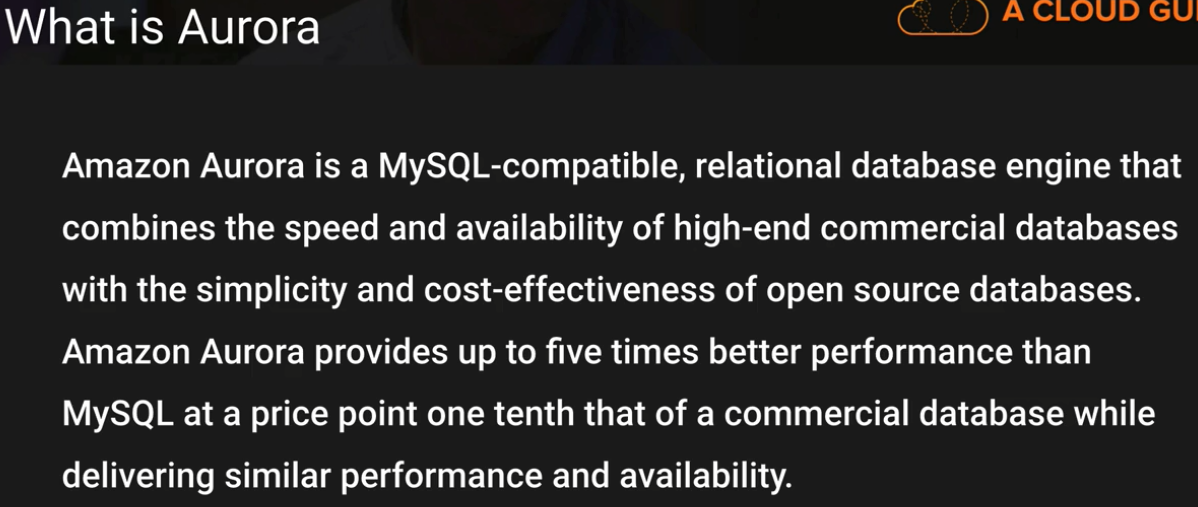 What is Aurora
A CLOUD GU
Amazon Aurora is a MySQL-compatible, relational database engine that
combines the speed and availability of high-end commercial databases
with the simplicity and cost-effectiveness of open source databases.
Amazon Aurora provides up to five times better performance than
MySQL at a price point one tenth that of a commercial database while
delivering similar performance and availability.